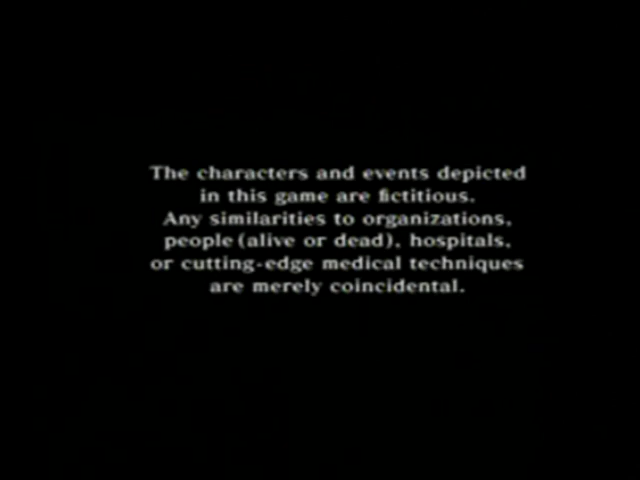 The characters and events depicted
in this game are fictitious.
Any similarities to organizations,
people (alive or dead), hospitals,
or cutting-edge medical techniques
are merely coincidental.